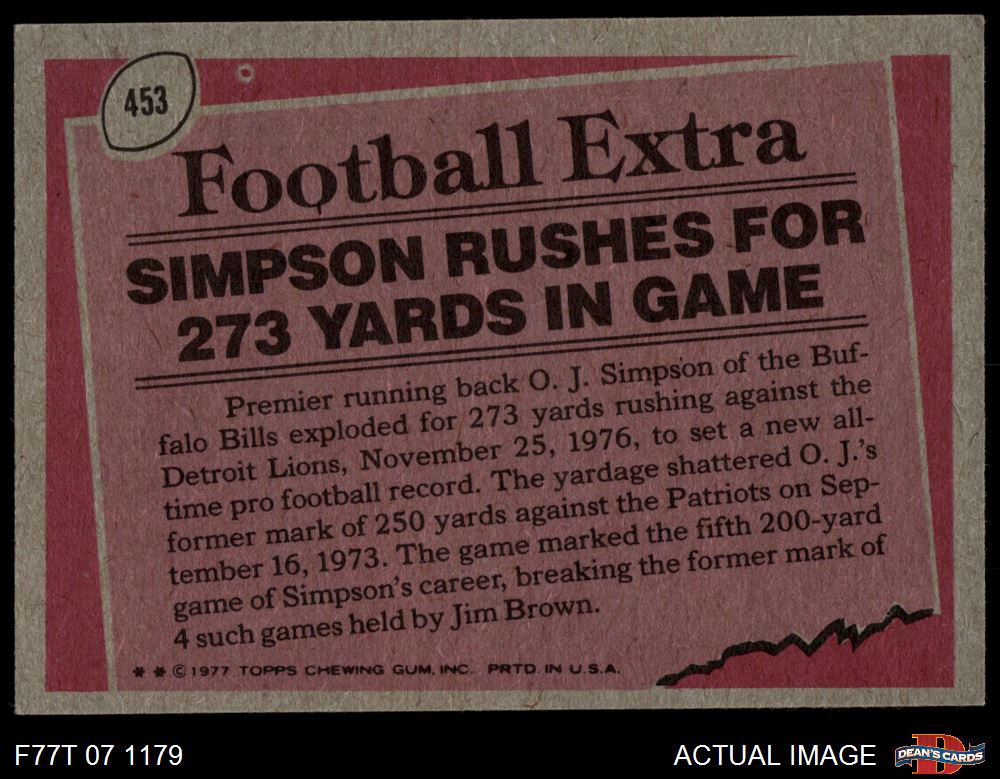 453
Football Extra
SIMPSON RUSHES FOR
273 YARDS IN GAME
Premier running back O. J. Simpson of the Buf-
falo Bills exploded for 273 yards rushing against the
Detroit Lions, November 25, 1976, to set a new all-
time pro football record. The yardage shattered O. J.'s
former mark of 250 yards against the Patriots on Sep-
tember 16, 1973. The game marked the fifth 200-yard
game of Simpson's career, breaking the former mark of
4 such games held by Jim Brown.
* * © 1977 TOPPS CHEWING GUM, INC. PRTD. IN U.S.A.
F77T 07 1179
ACTUAL IMAGE
D
DEAN'S CARDS